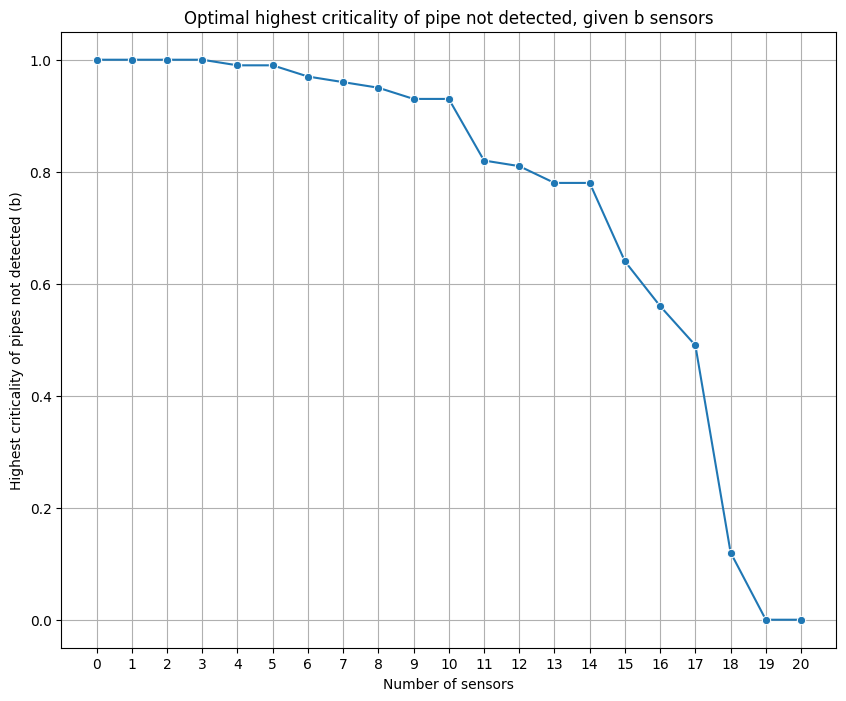 Optimal highest criticality of pipe not detected, given b sensors
Highest criticality of pipes not detected (b)
1.0
0.8
0.6
0.4
0.2
0.0
0 1 2 3 4 5 6 7 8 9 10 11 12 13 14 15 16 17 18 19 20
Number of sensors